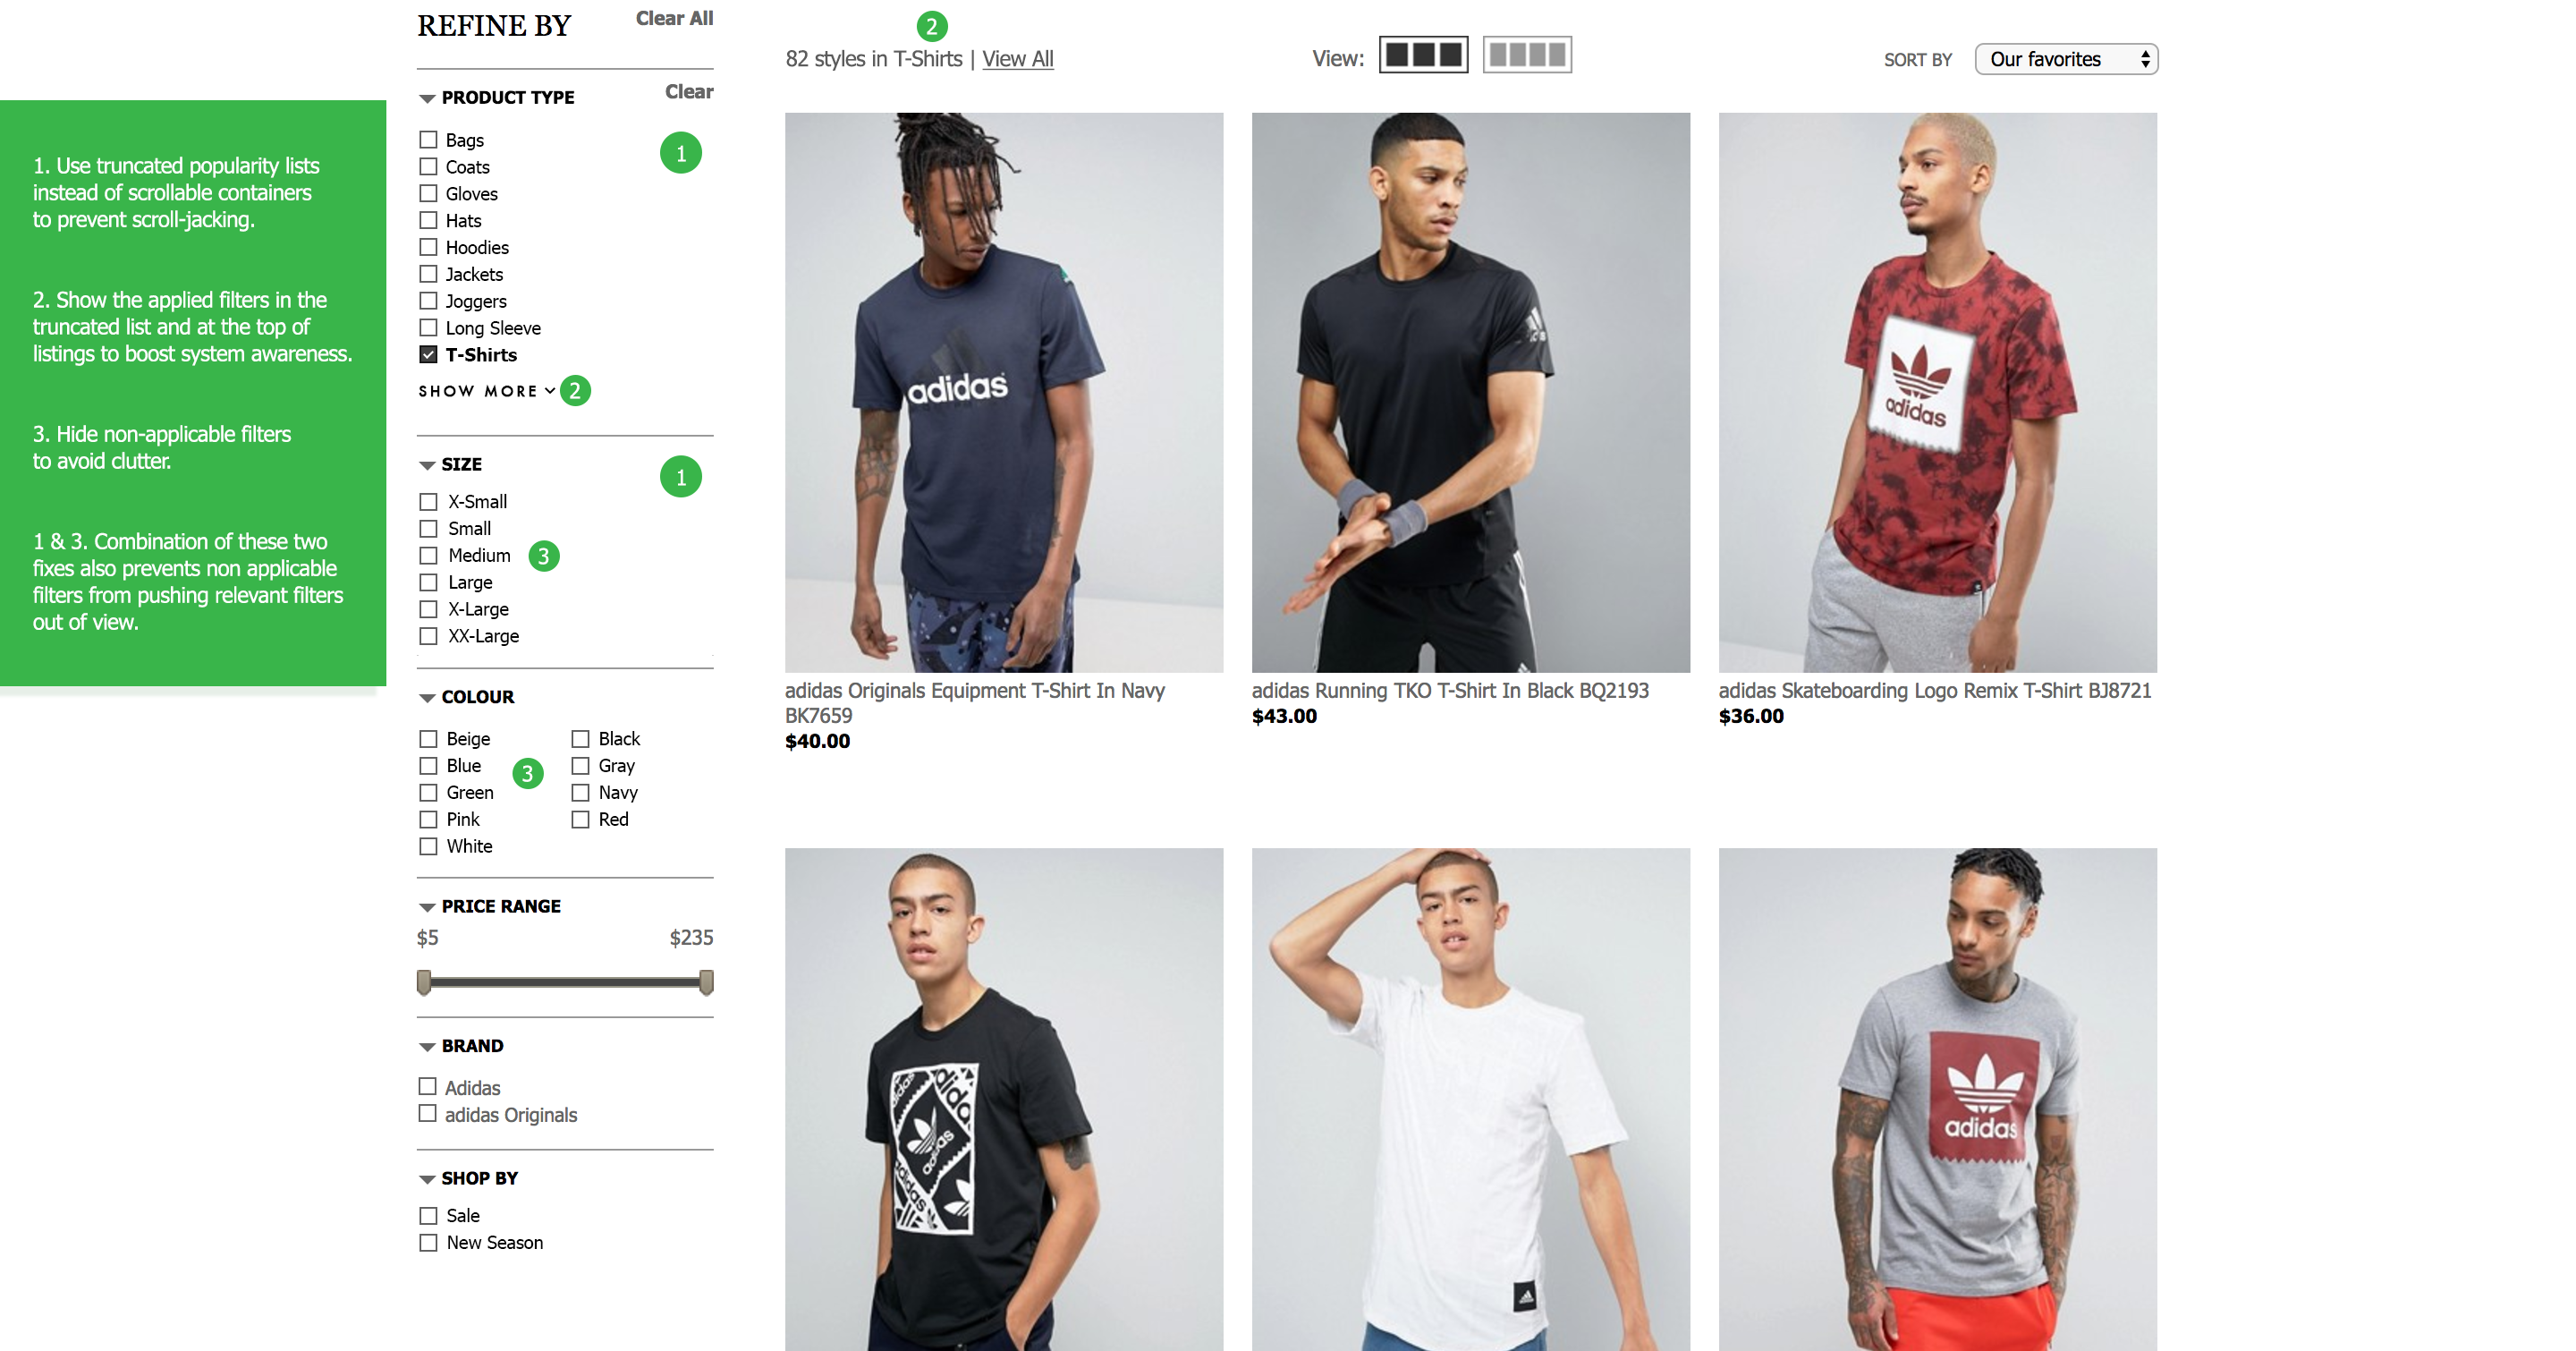 1. Use truncated popularity lists
instead of scrollable containers
to prevent scroll-jacking.
2. Show the applied filters in the
truncated list and at the top of
listings to boost system awareness.
3. Hide non-applicable filters
to avoid clutter.
1 & 3. Combination of these two
fixes also prevents non applicable
filters from pushing relevant filters
out of view.
REFINE BY
Clear All
PRODUCT TYPE
Clear
1
Bags
Coats
Gloves
Hats
Hoodies
Jackets
Joggers
Long Sleeve
T-Shirts
SHOW MORE
2
SIZE
1
X-Small
Small
Medium
3
Large
X-Large
XX-Large
COLOUR
Beige
Black
Blue
3
Gray
Green
Navy
Pink
Red
White
PRICE RANGE
$5
$235
BRAND
Adidas
adidas Originals
SHOP BY
Sale
New Season
2
82 styles in T-Shirts | View All
View:
SORT BY
Our favorites
adidas
adidas
adidas Originals Equipment T-Shirt In Navy
BK7659
$40.00
adidas Running TKO T-Shirt In Black BQ2193
$43.00
adidas Skateboarding Logo Remix T-Shirt BJ8721
$36.00
adidas
adidas
adidas
adidas